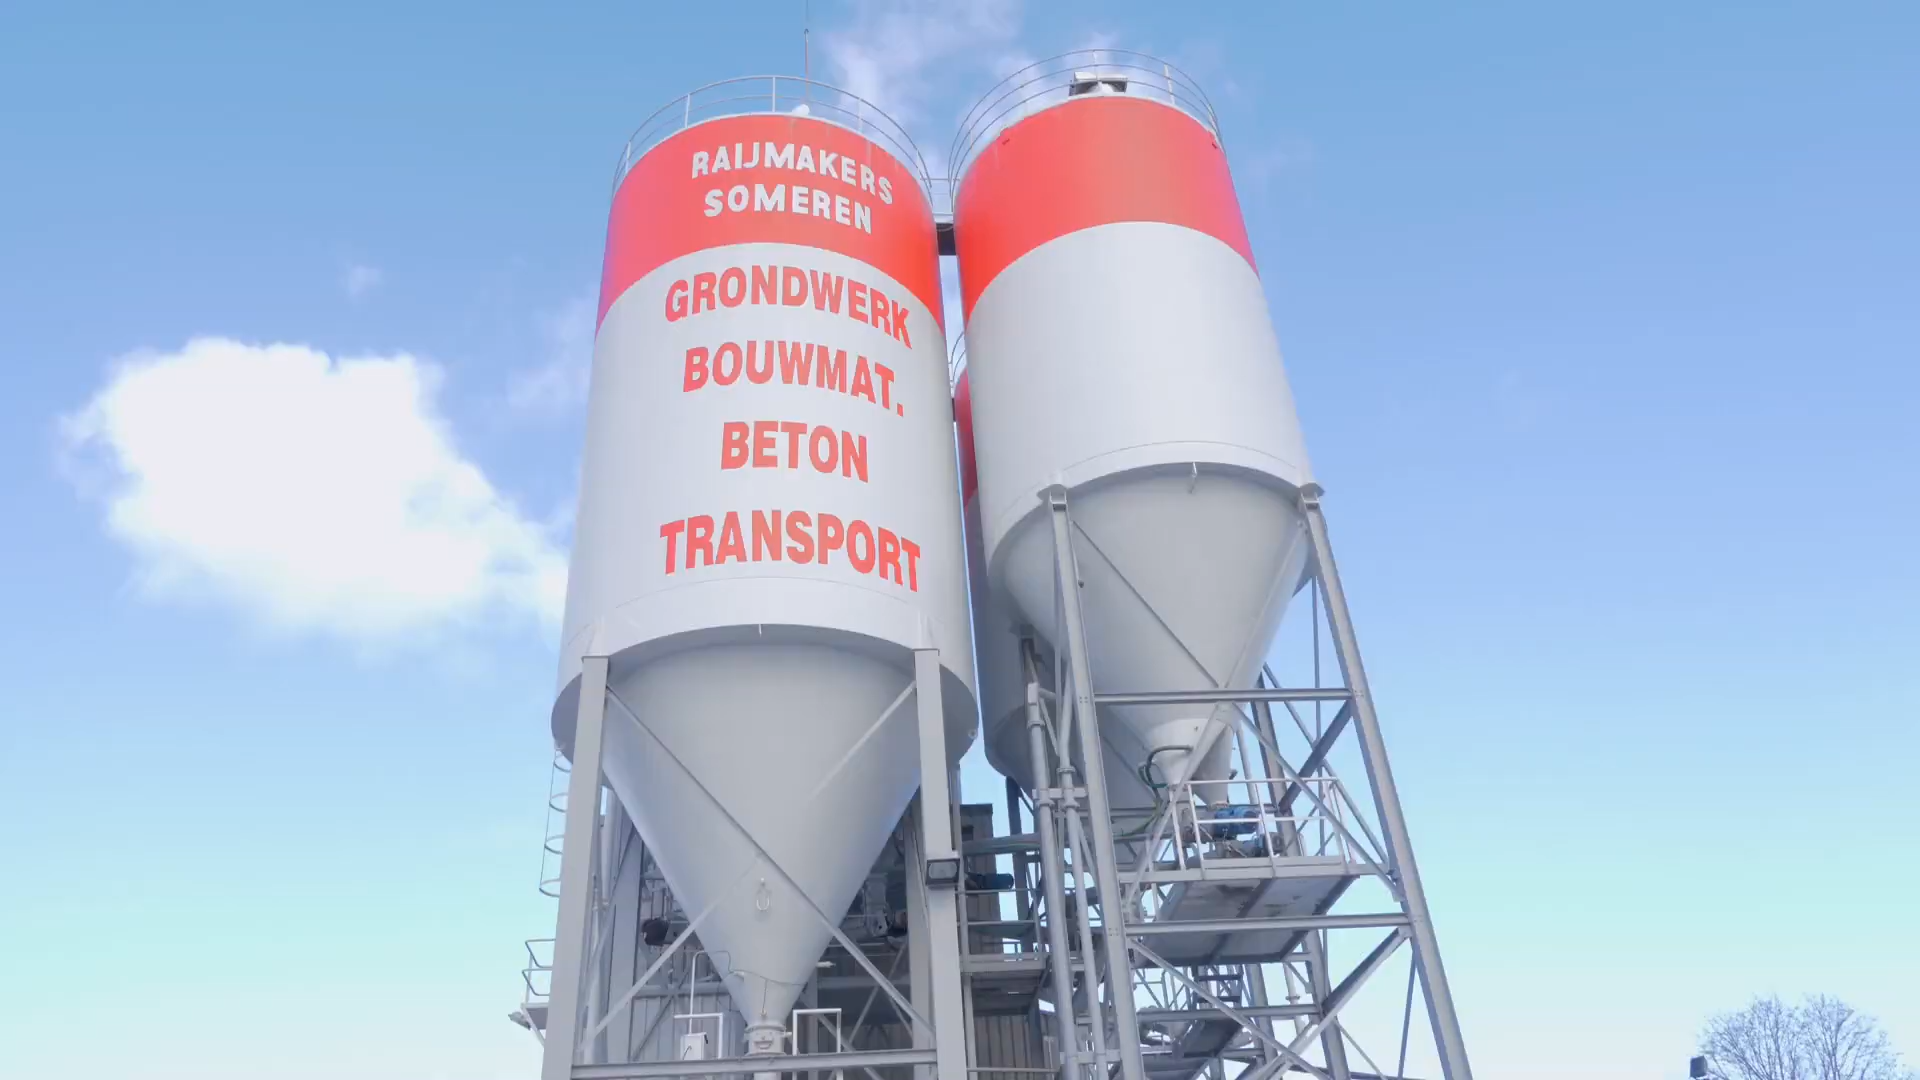 RAIJMAKERS
SOMEREN
GRONDWERK
BOUWMAT.
BETON
TRANSPORT